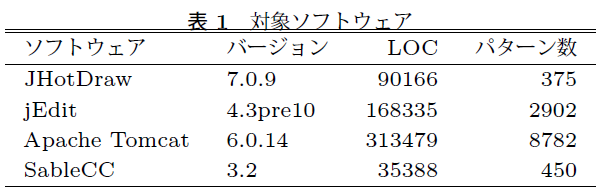 表 1 対象ソフトウェア
ソフトウェア バージョン LOC パターン数
JHotDraw 7.0.9 90166 375
jEdit 4.3pre10 168335 2902
Apache Tomcat 6.0.14 313479 8782
SableCC 3.2 35388 450